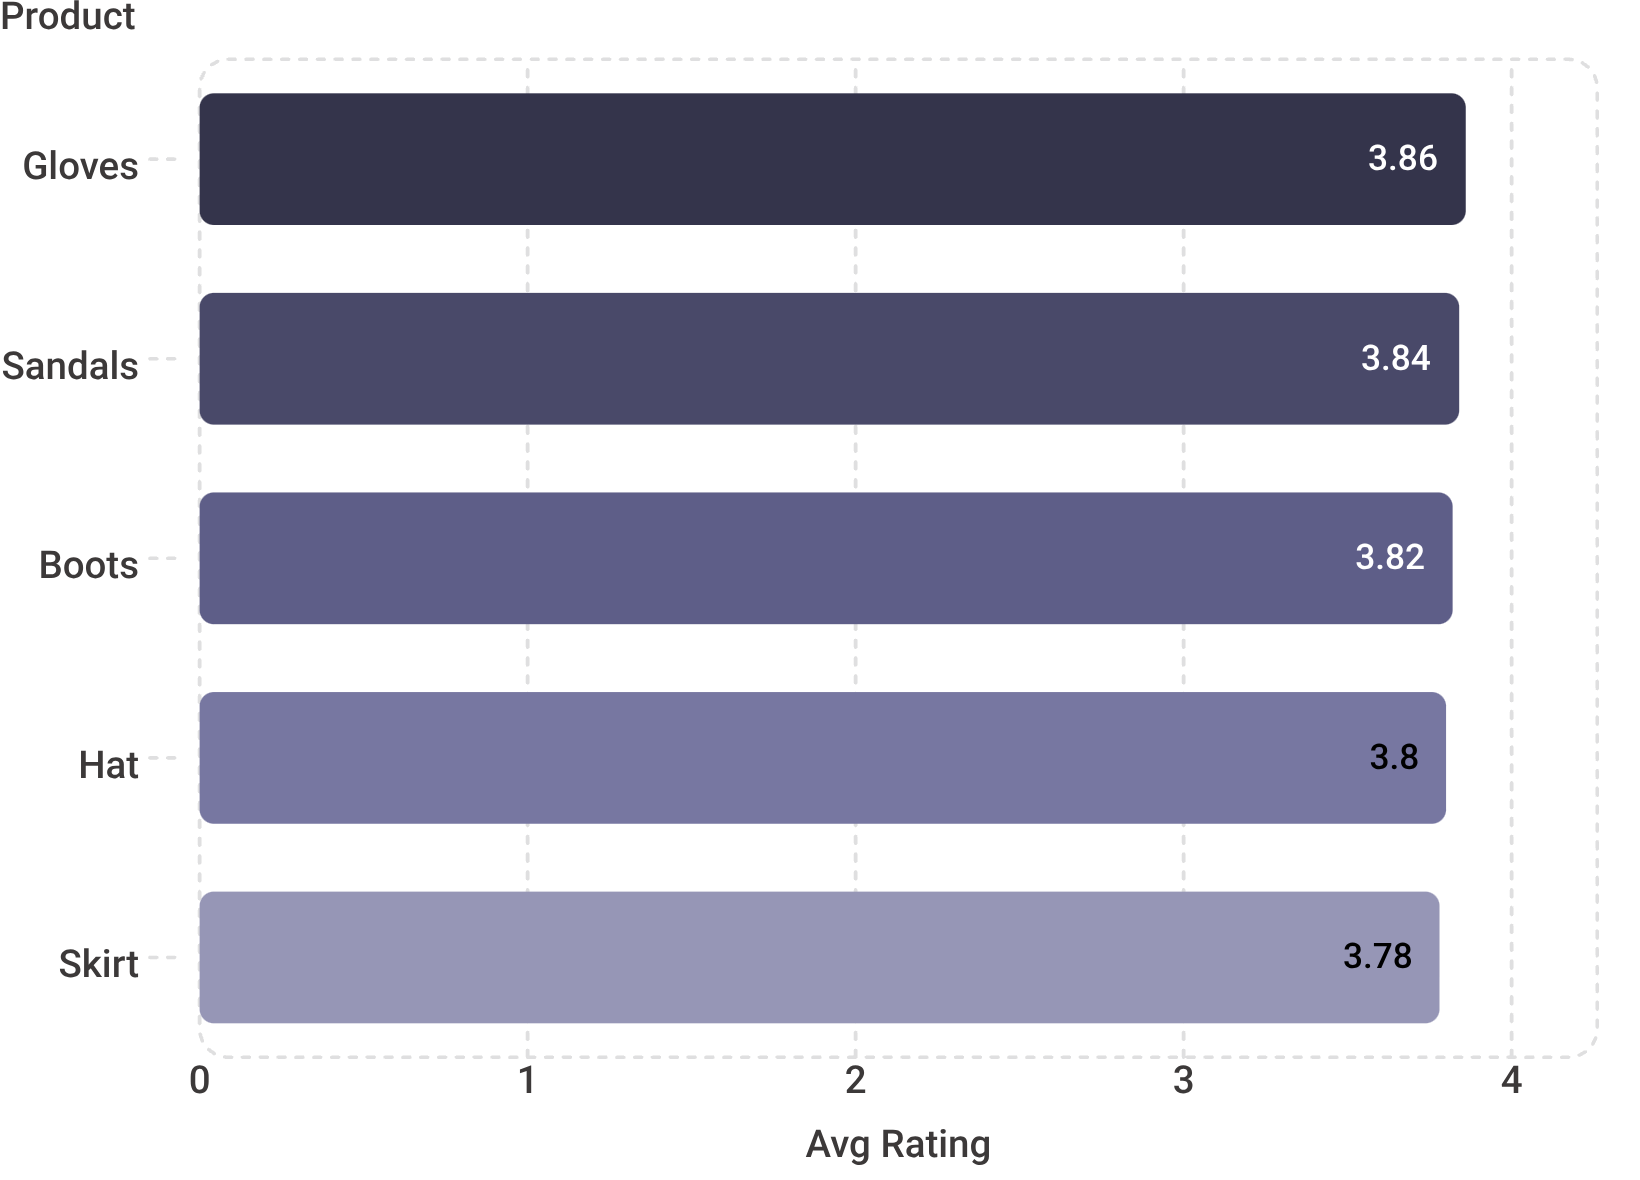 Product
Gloves 3.86
Sandals 3.84
Boots 3.82
Hat 3.8
Skirt 3.78
0 1 2 3 4
Avg Rating